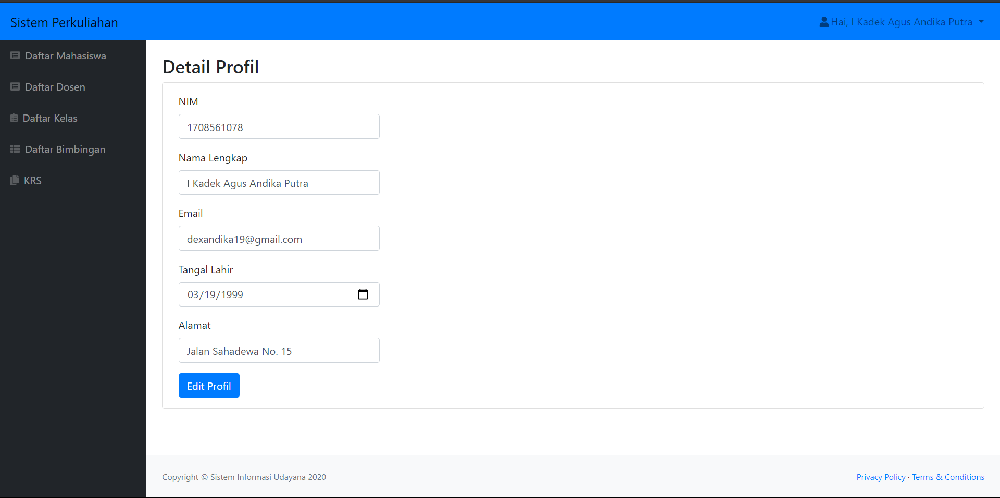 Sistem Perkuliahan
Hai, I Kadek Agus Andika Putra
Daftar Mahasiswa
Daftar Dosen
Daftar Kelas
Daftar Bimbingan
KRS
Detail Profil
NIM
1708561078
Nama Lengkap
I Kadek Agus Andika Putra
Email
dexandika19@gmail.com
Tangal Lahir
03/19/1999
Alamat
Jalan Sahadewa No. 15
Edit Profil
Copyright © Sistem Informasi Udayana 2020
Privacy Policy · Terms & Conditions